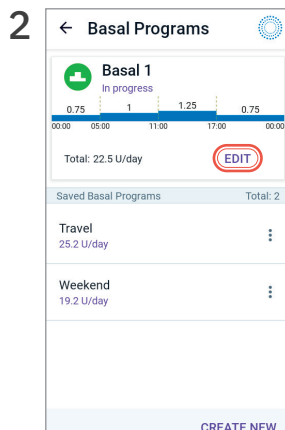 2
Basal Programs
Basal 1
In progress
0.75 1 1.25 0.75
00:00 05:00 11:00 17:00 00:00
Total: 22.5 U/day EDIT
Saved Basal Programs Total: 2
Travel
25.2 U/day
Weekend
19.2 U/day
CREATE NEW